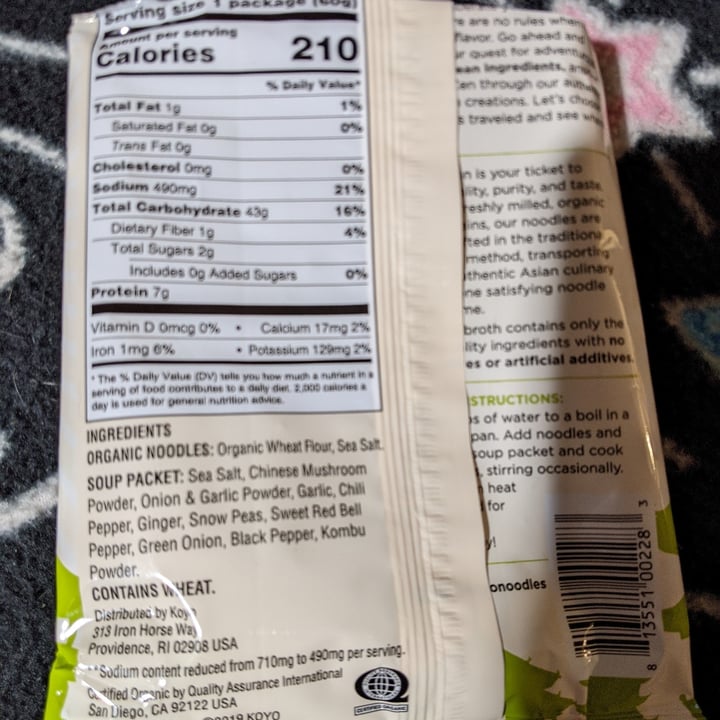 Serving size 1 package (60g)
Amount per serving
Calories 210
% Daily Value*
Total Fat 1g 1%
Saturated Fat 0g 0%
Trans Fat 0g
Cholesterol 0mg 0%
Sodium 490mg 21%
Total Carbohydrate 43g 16%
Dietary Fiber 1g 4%
Total Sugars 2g
Includes 0g Added Sugars 0%
Protein 7g
Vitamin D 0mcg 0% • Calcium 17mg 2%
Iron 1mg 6% • Potassium 129mg 2%
* The % Daily Value (DV) tells you how much a nutrient in a
serving of food contributes to a daily diet. 2,000 calories a
day is used for general nutrition advice.
INGREDIENTS
ORGANIC NOODLES: Organic Wheat Flour, Sea Salt.
SOUP PACKET: Sea Salt, Chinese Mushroom
Powder, Onion & Garlic Powder, Garlic, Chili
Pepper, Ginger, Snow Peas, Sweet Red Bell
Pepper, Green Onion, Black Pepper, Kombu
Powder.
CONTAINS WHEAT.
Distributed by Koyo
313 Iron Horse Way
Providence, RI 02908 USA
**Sodium content reduced from 710mg to 490mg per serving.
Certified Organic by Quality Assurance International
San Diego, CA 92122 USA
©2019 KOYO
Q
CERTIFIED ORGANIC
are no rules when
flavor. Go ahead and
quest for
ingredients,
through our
creations. Let's
traveled and see
is your ticket to
purity, and taste.
milled, organic
our noodles are
in the
method, transporting
Asian culinary
satisfying noodle
broth contains only the
ingredients with no
or artificial additives.
STRUCTIONS:
of water to a boil in a
pan. Add noodles and
soup packet and cook
stirring occasionally.
heat
for
onoodles
8 13551 00228 3